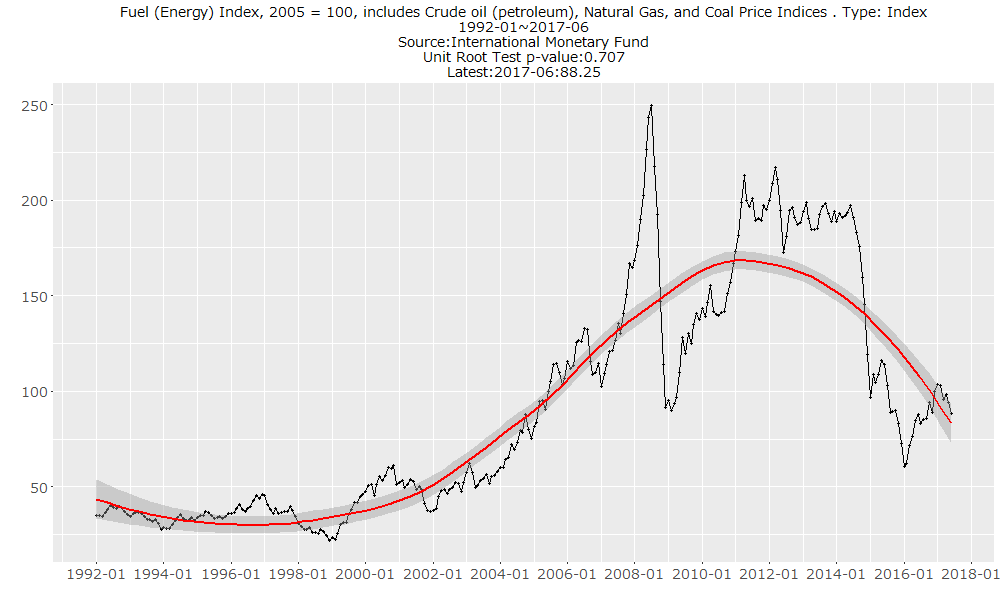 Fuel (Energy) Index, 2005 = 100, includes Crude oil (petroleum), Natural Gas, and Coal Price Indices . Type: Index
1992-01~2017-06
Source:International Monetary Fund
Unit Root Test p-value:0.707
Latest:2017-06:88.25
250
200
150
100
50
1992-01 1994-01 1996-01 1998-01 2000-01 2002-01 2004-01 2006-01 2008-01 2010-01 2012-01 2014-01 2016-01 2018-01